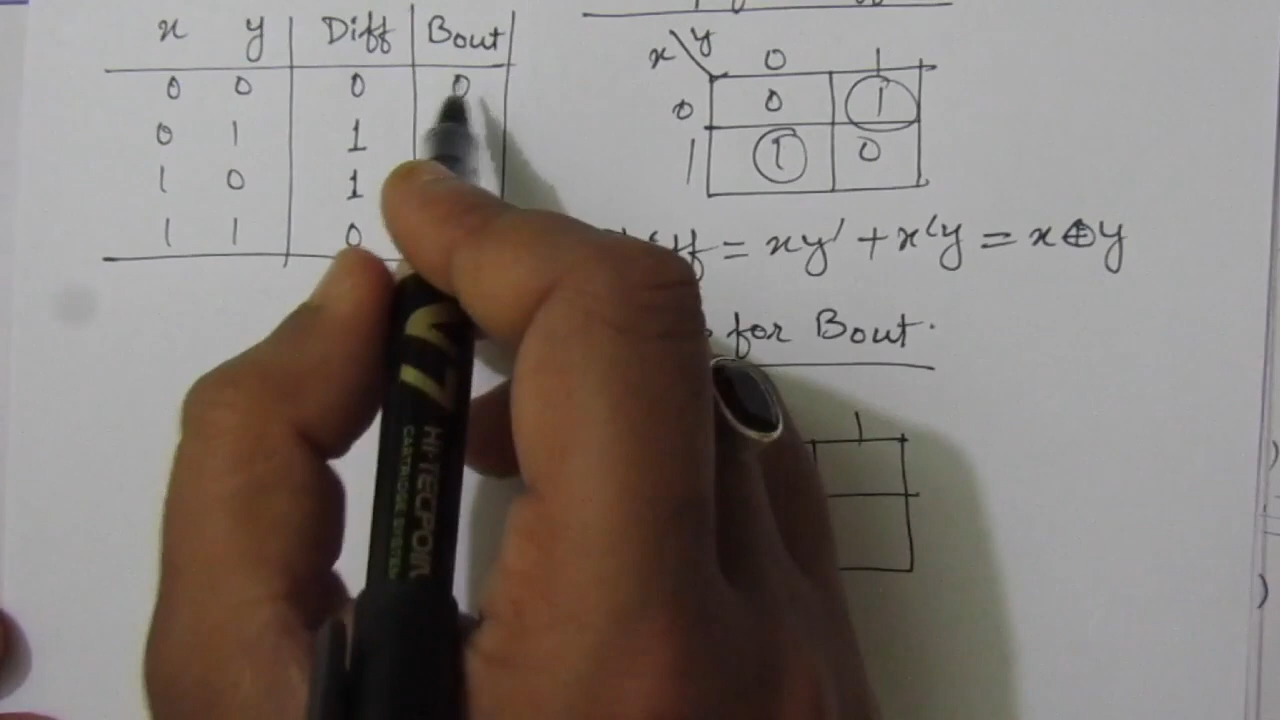 x y Diff Bout
0 0 0 0
0 1 1
1 0 1
1 1 0
x y
0 1
0 0 1
1 1 0
= xy' + x'y = x⊕y
for Bout.
1
V7
HI-TECPOINT
CARTRIDGE SYSTEM